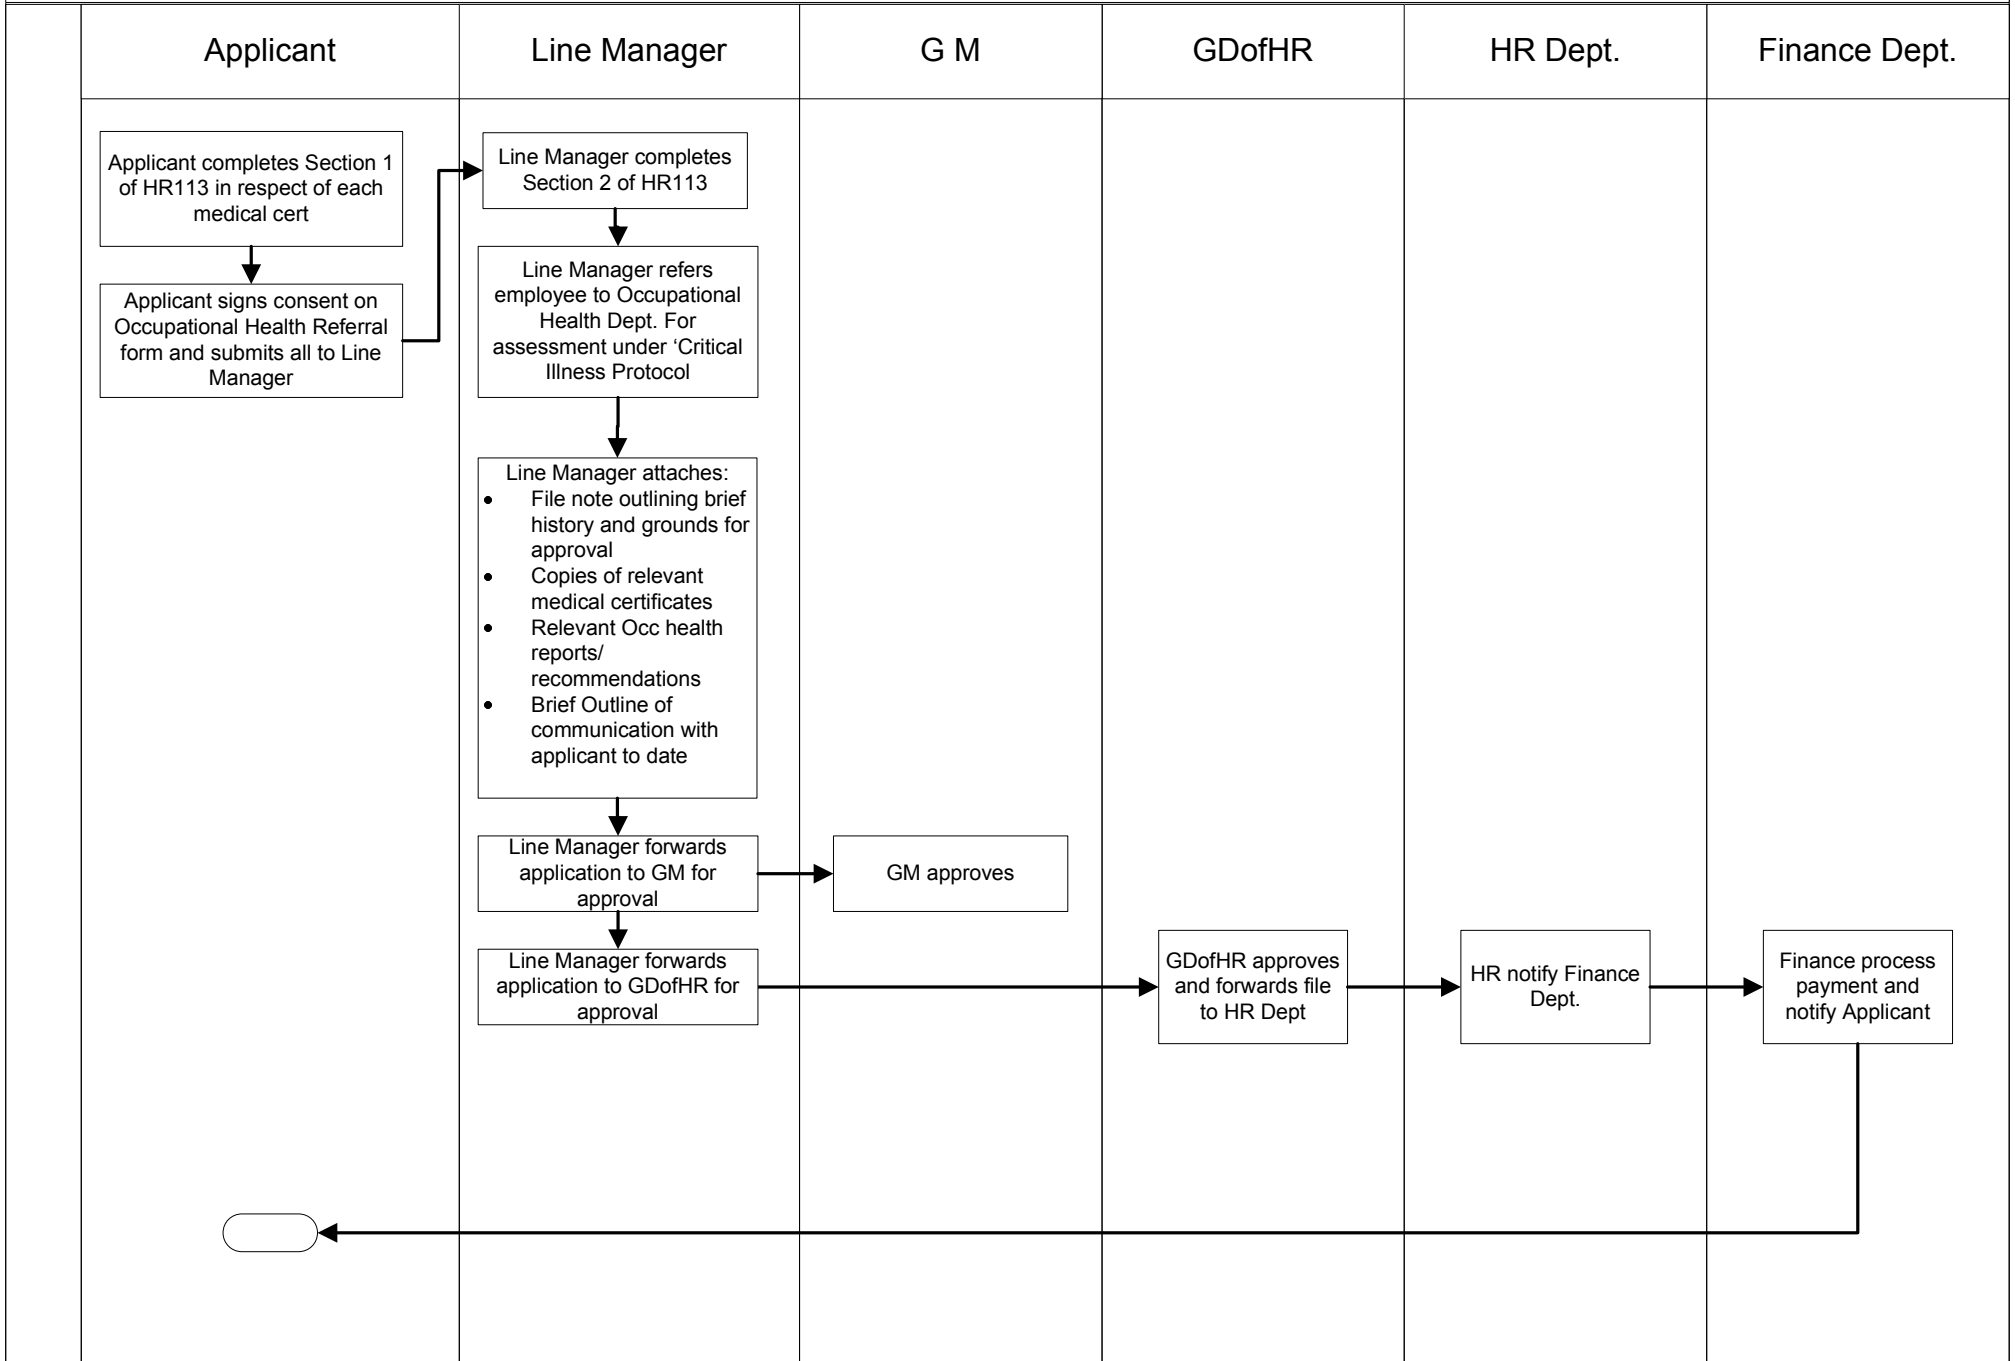 Applicant
Line Manager
G M
GDofHR
HR Dept.
Finance Dept.
Applicant completes Section 1
of HR113 in respect of each
medical cert
Applicant signs consent on
Occupational Health Referral
form and submits all to Line
Manager
Line Manager completes
Section 2 of HR113
Line Manager refers
employee to Occupational
Health Dept. For
assessment under ‘Critical
Illness Protocol
Line Manager attaches:
• File note outlining brief
history and grounds for
approval
• Copies of relevant
medical certificates
• Relevant Occ health
reports/
recommendations
• Brief Outline of
communication with
applicant to date
Line Manager forwards
application to GM for
approval
GM approves
Line Manager forwards
application to GDofHR for
approval
GDofHR approves
and forwards file
to HR Dept
HR notify Finance
Dept.
Finance process
payment and
notify Applicant